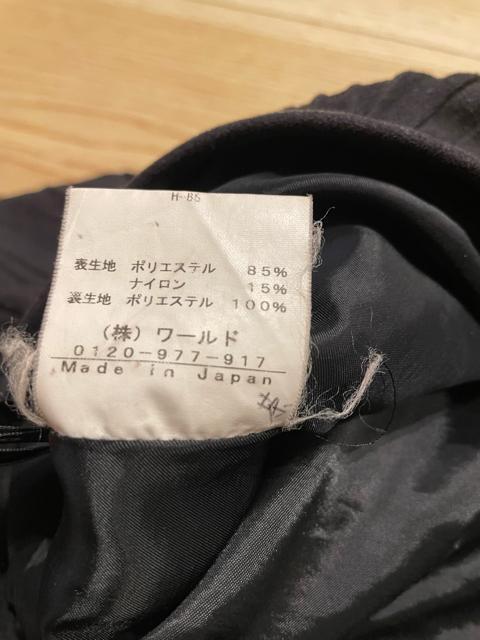 H-BS
表生地 ポリエステル 85%
ナイロン 15%
裏生地 ポリエステル 100%
(株)ワールド
0120-977-917
Made in Japan